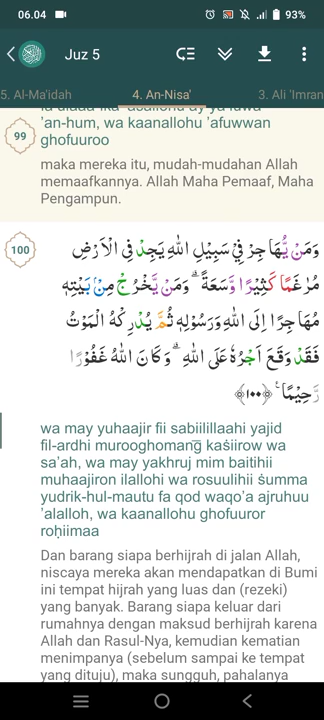 06.04
93%
Juz 5
5. Al-Ma'idah 4. An-Nisa' 3. Ali 'Imran
99
'an-hum, wa kaanallohu 'afuwwan
ghofuuroo
maka mereka itu, mudah-mudahan Allah
memaafkannya. Allah Maha Pemaaf, Maha
Pengampun.
100
وَمَنْ يُّهَاجِرْ فِيْ سَبِيْلِ اللّٰهِ يَجِدْ فِى الْاَرْضِ
مُرٰغَمًا كَثِيْرًا وَّسَعَةً ۗ وَمَنْ يَّخْرُجْ مِنْۢ بَيْتِهٖ
مُهَاجِرًا اِلَى اللّٰهِ وَرَسُوْلِهٖ ثُمَّ يُدْرِكْهُ الْمَوْتُ
فَقَدْ وَقَعَ اَجْرُهٗ عَلَى اللّٰهِ ۗ وَكَانَ اللّٰهُ غَفُوْرًا
رَّحِيْمًا ࣖ ﴿١٠٠﴾
wa may yuhaajir fii sabiilillaahi yajid
fil-ardhi murooghomang kaṡiirow wa
sa'ah, wa may yakhruj mim baitihii
muhaajiron ilallohi wa rosuulihii ṡumma
yudrik-hul-mautu fa qod waqo'a ajruhuu
'alalloh, wa kaanallohu ghofuuror
roḥiimaa
Dan barang siapa berhijrah di jalan Allah,
niscaya mereka akan mendapatkan di Bumi
ini tempat hijrah yang luas dan (rezeki)
yang banyak. Barang siapa keluar dari
rumahnya dengan maksud berhijrah karena
Allah dan Rasul-Nya, kemudian kematian
menimpanya (sebelum sampai ke tempat
yang dituju), maka sungguh, pahalanya